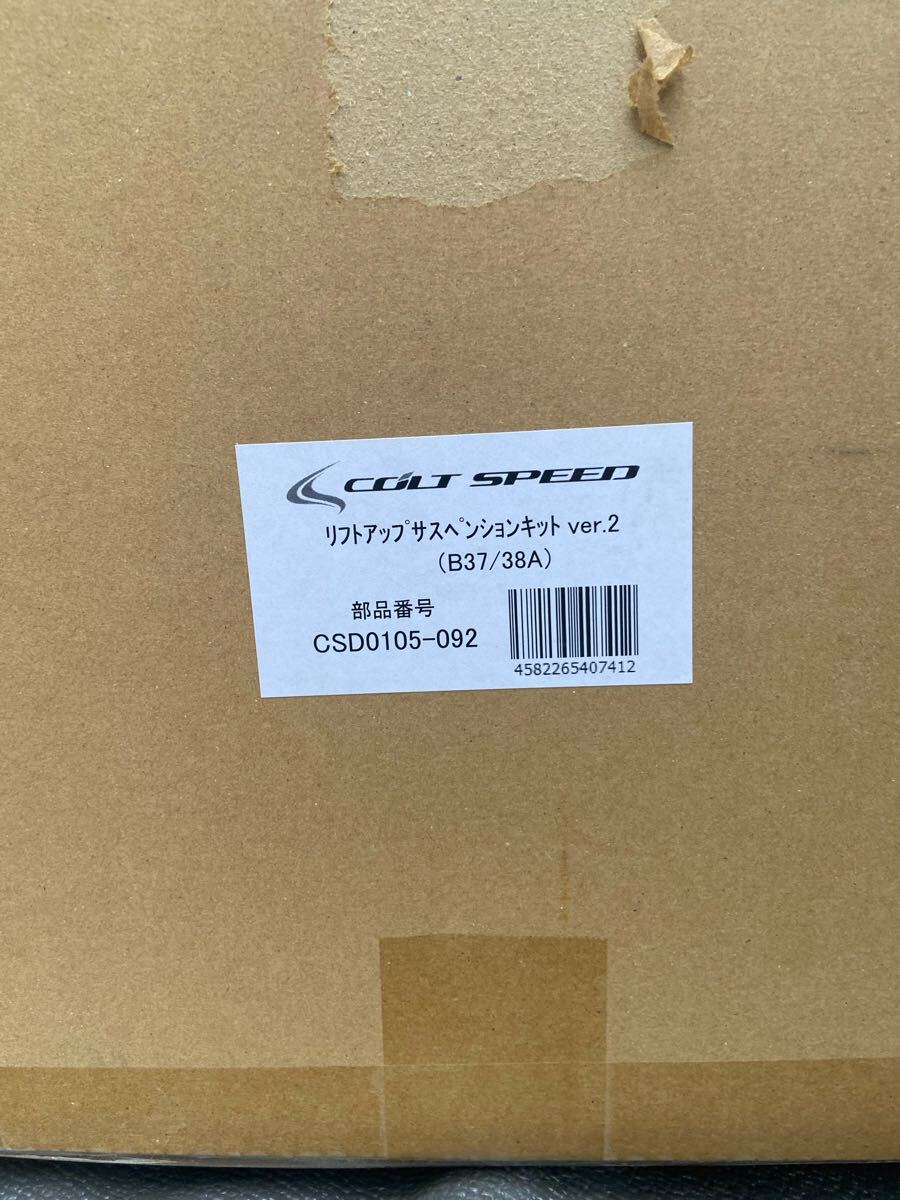 COLT SPEED
ﾘﾌﾄｱｯﾌﾟｻｽﾍﾟﾝｼｮﾝｷｯﾄ ver.2
(B37/38A)
部品番号
CSD0105-092
4582265407412